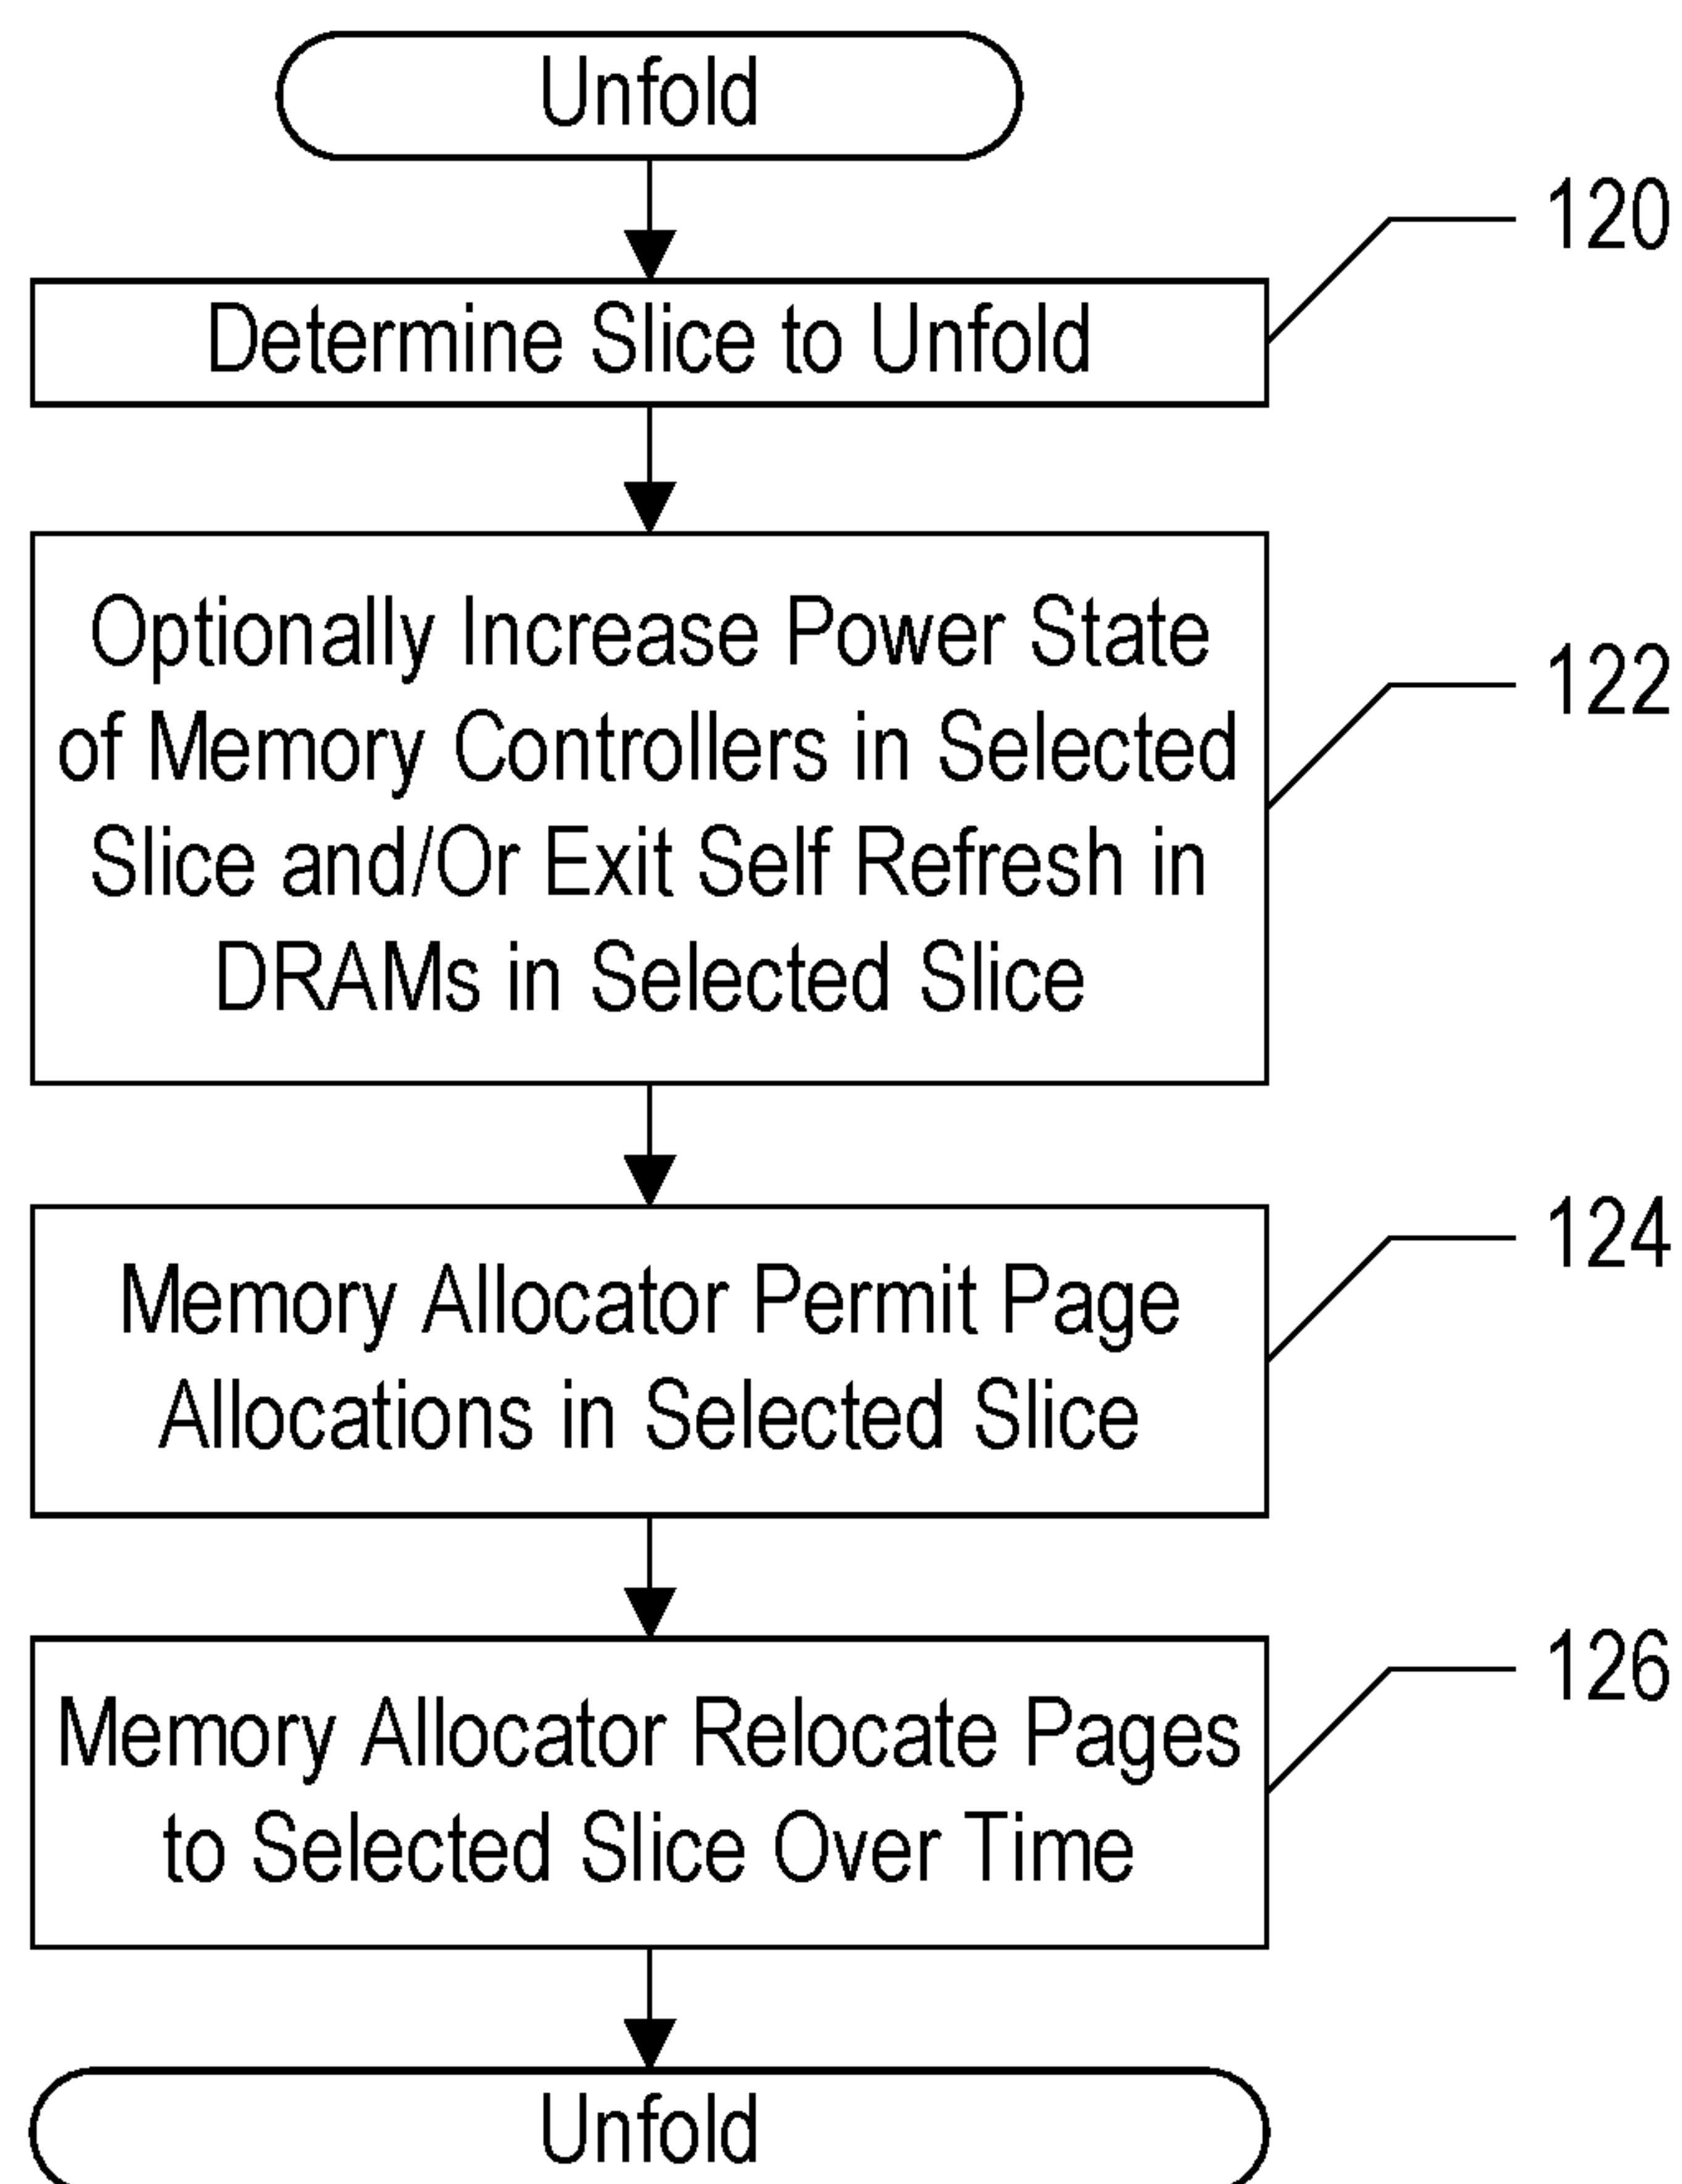 Unfold
120
Determine Slice to Unfold
Optionally Increase Power State
122
of Memory Controllers in Selected
Slice and/Or Exit Self Refresh in
DRAMs in Selected Slice
124
Memory Allocator Permit Page
Allocations in Selected Slice
126
Memory Allocator Relocate Pages
to Selected Slice Over Time
Unfold